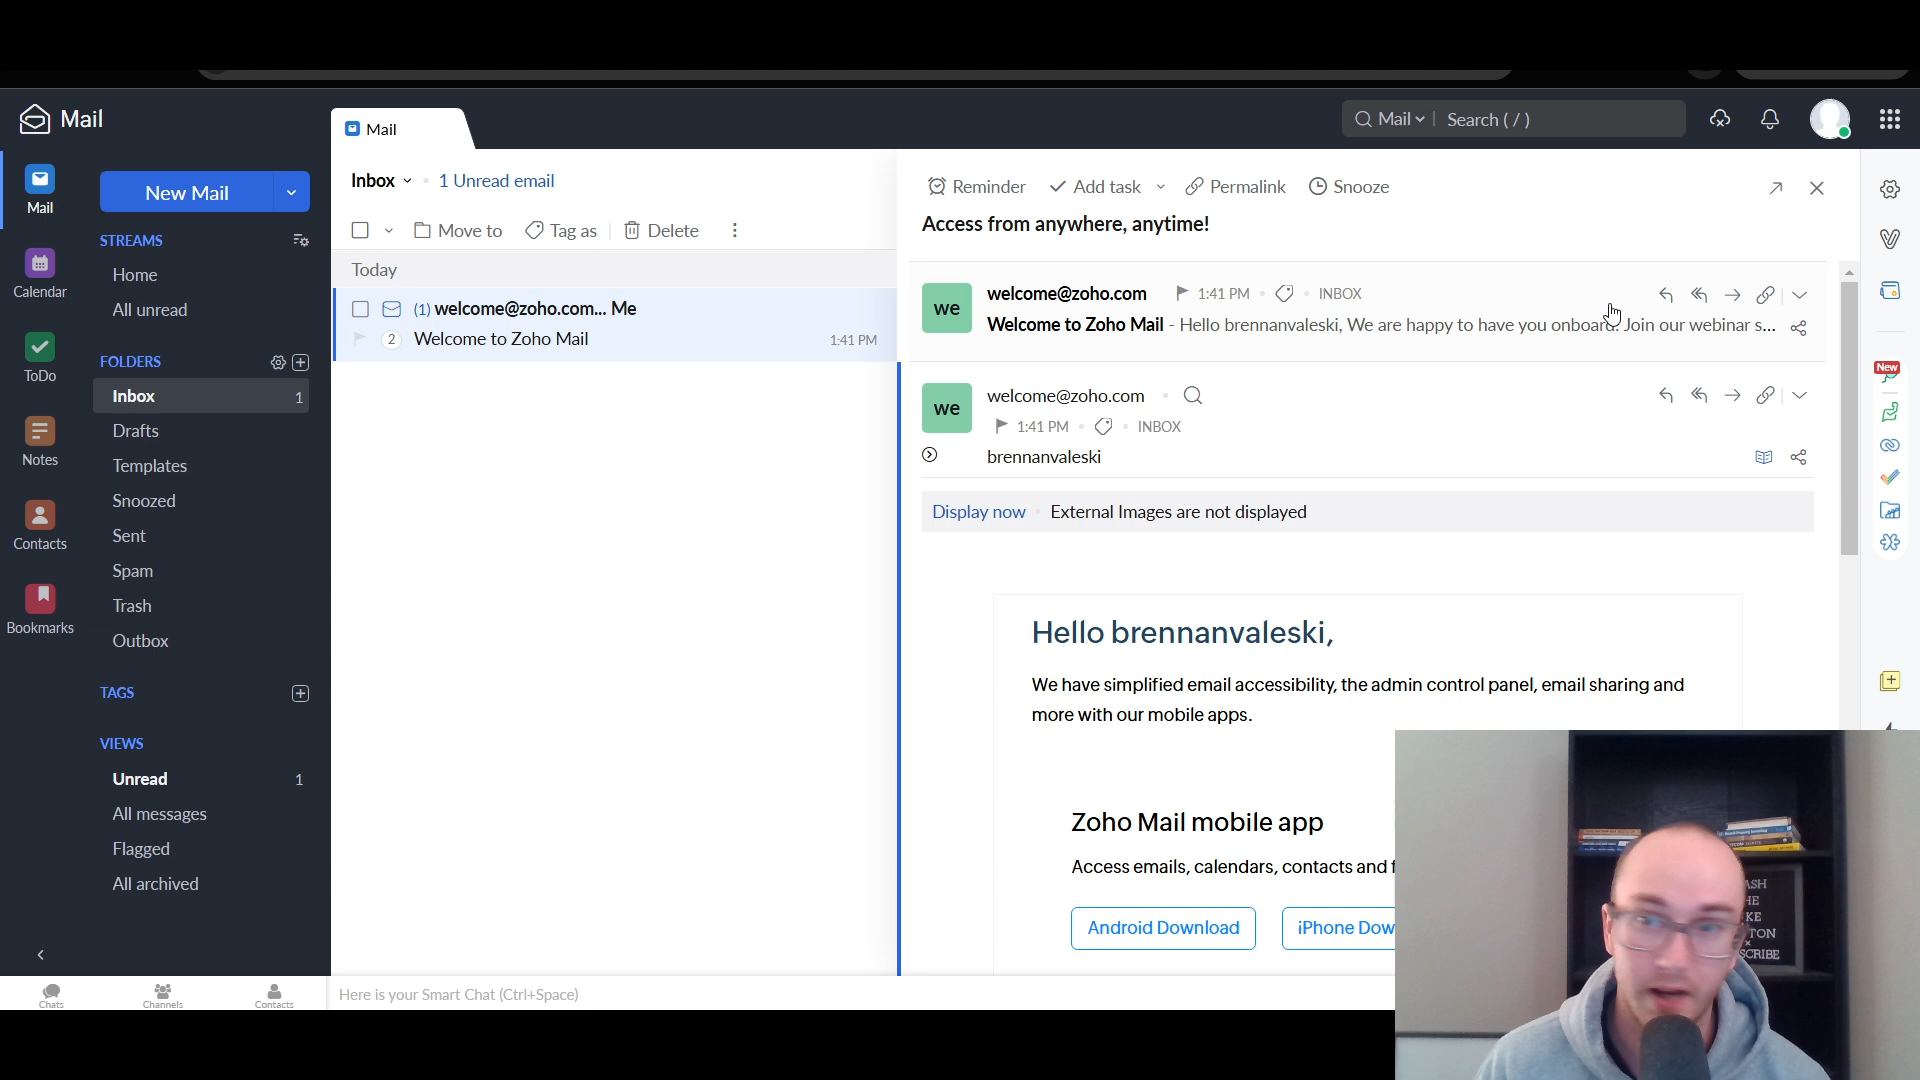 Mail
Mail
Mail
Search ( / )
Mail
Calendar
ToDo
Notes
Contacts
Bookmarks
New Mail
STREAMS
Home
All unread
FOLDERS
Inbox 1
Drafts
Templates
Snoozed
Sent
Spam
Trash
Outbox
TAGS
VIEWS
Unread 1
All messages
Flagged
All archived
Chats
Channels
Contacts
Inbox
1 Unread email
Move to
Tag as
Delete
Today
(1) welcome@zoho.com... Me
2 Welcome to Zoho Mail 1:41 PM
Here is your Smart Chat (Ctrl+Space)
Reminder
Add task
Permalink
Snooze
Access from anywhere, anytime!
we
welcome@zoho.com 1:41 PM INBOX
Welcome to Zoho Mail - Hello brennanvaleski, We are happy to have you onboard! Join our webinar s...
we
welcome@zoho.com
1:41 PM INBOX
brennanvaleski
Display now External Images are not displayed
Hello brennanvaleski,
We have simplified email accessibility, the admin control panel, email sharing and
more with our mobile apps.
Zoho Mail mobile app
Access emails, calendars, contacts and f
Android Download
iPhone Dow
New
ASH
HE
KE
TON
SCRIBE